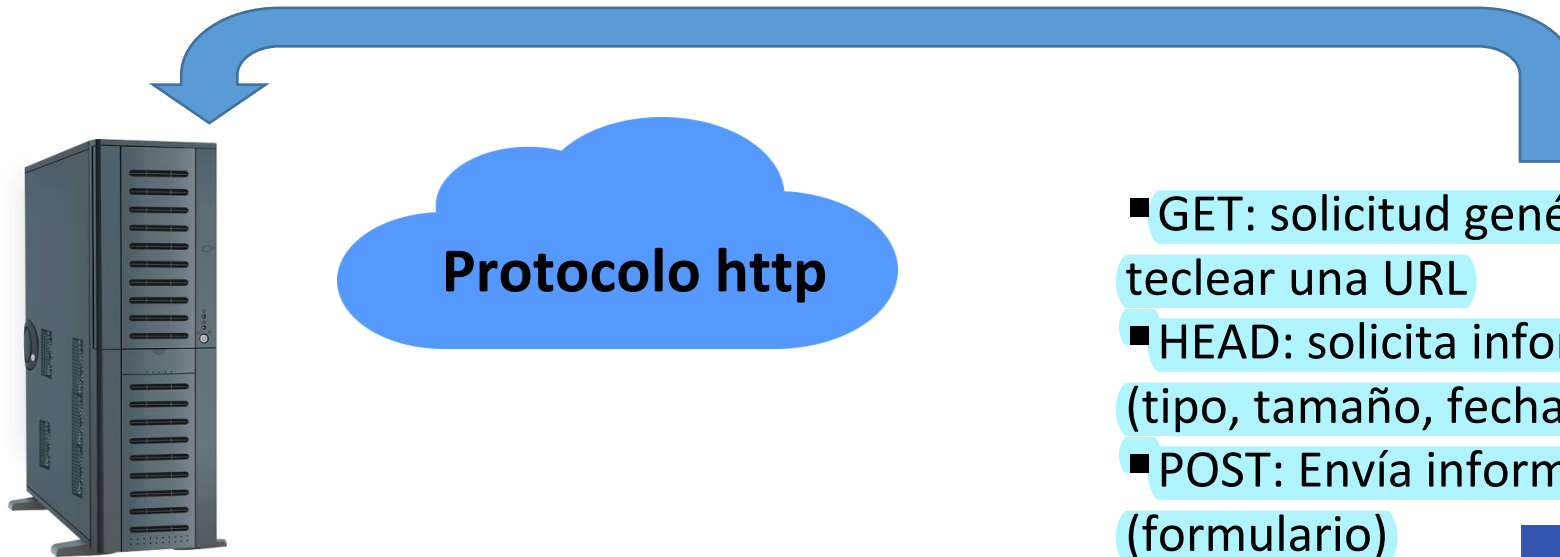 Protocolo http
▪GET: solicitud gené
teclear una URL
▪HEAD: solicita infor
(tipo, tamaño, fecha
▪POST: Envía inform
(formulario)